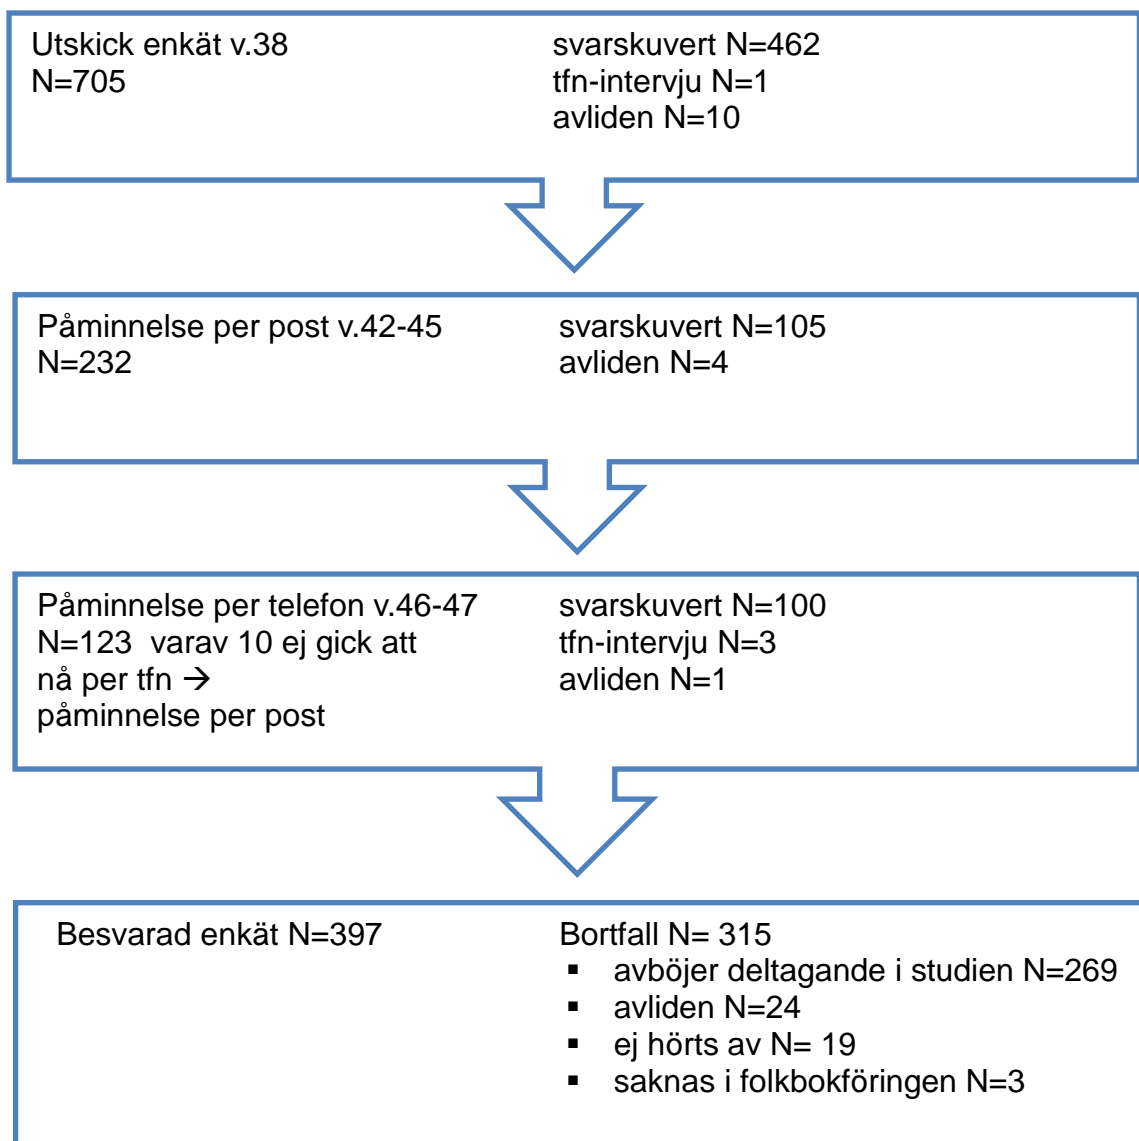 Utskick enkät v.38
N=705
svarskuvert N=462
tfn-intervju N=1
avliden N=10
Påminnelse per post v.42-45
N=232
svarskuvert N=105
avliden N=4
Påminnelse per telefon v.46-47
N=123  varav 10 ej gick att
nå per tfn →
påminnelse per post
svarskuvert N=100
tfn-intervju N=3
avliden N=1
Besvarad enkät N=397
Bortfall N= 315
▪ avböjer deltagande i studien N=269
▪ avliden N=24
▪ ej hörts av N= 19
▪ saknas i folkbokföringen N=3